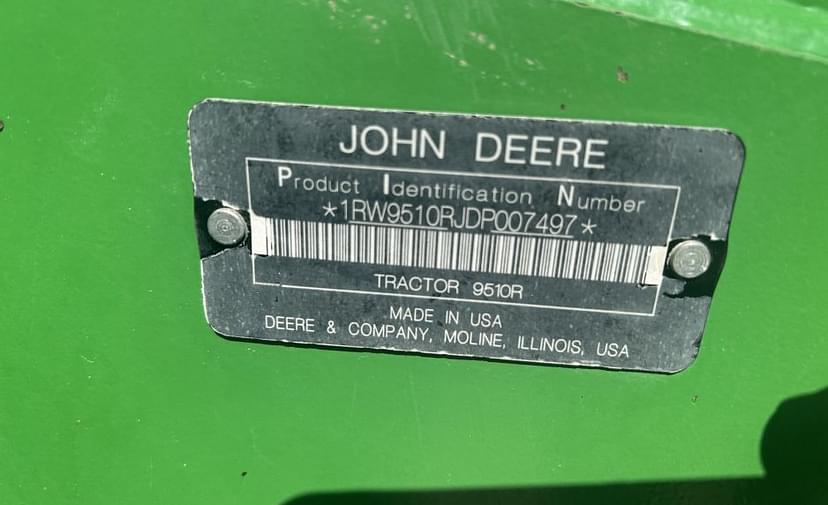 JOHN DEERE
Product Identification Number
*1RW9510RJDP007497*
TRACTOR 9510R
MADE IN USA
DEERE & COMPANY, MOLINE, ILLINOIS, USA